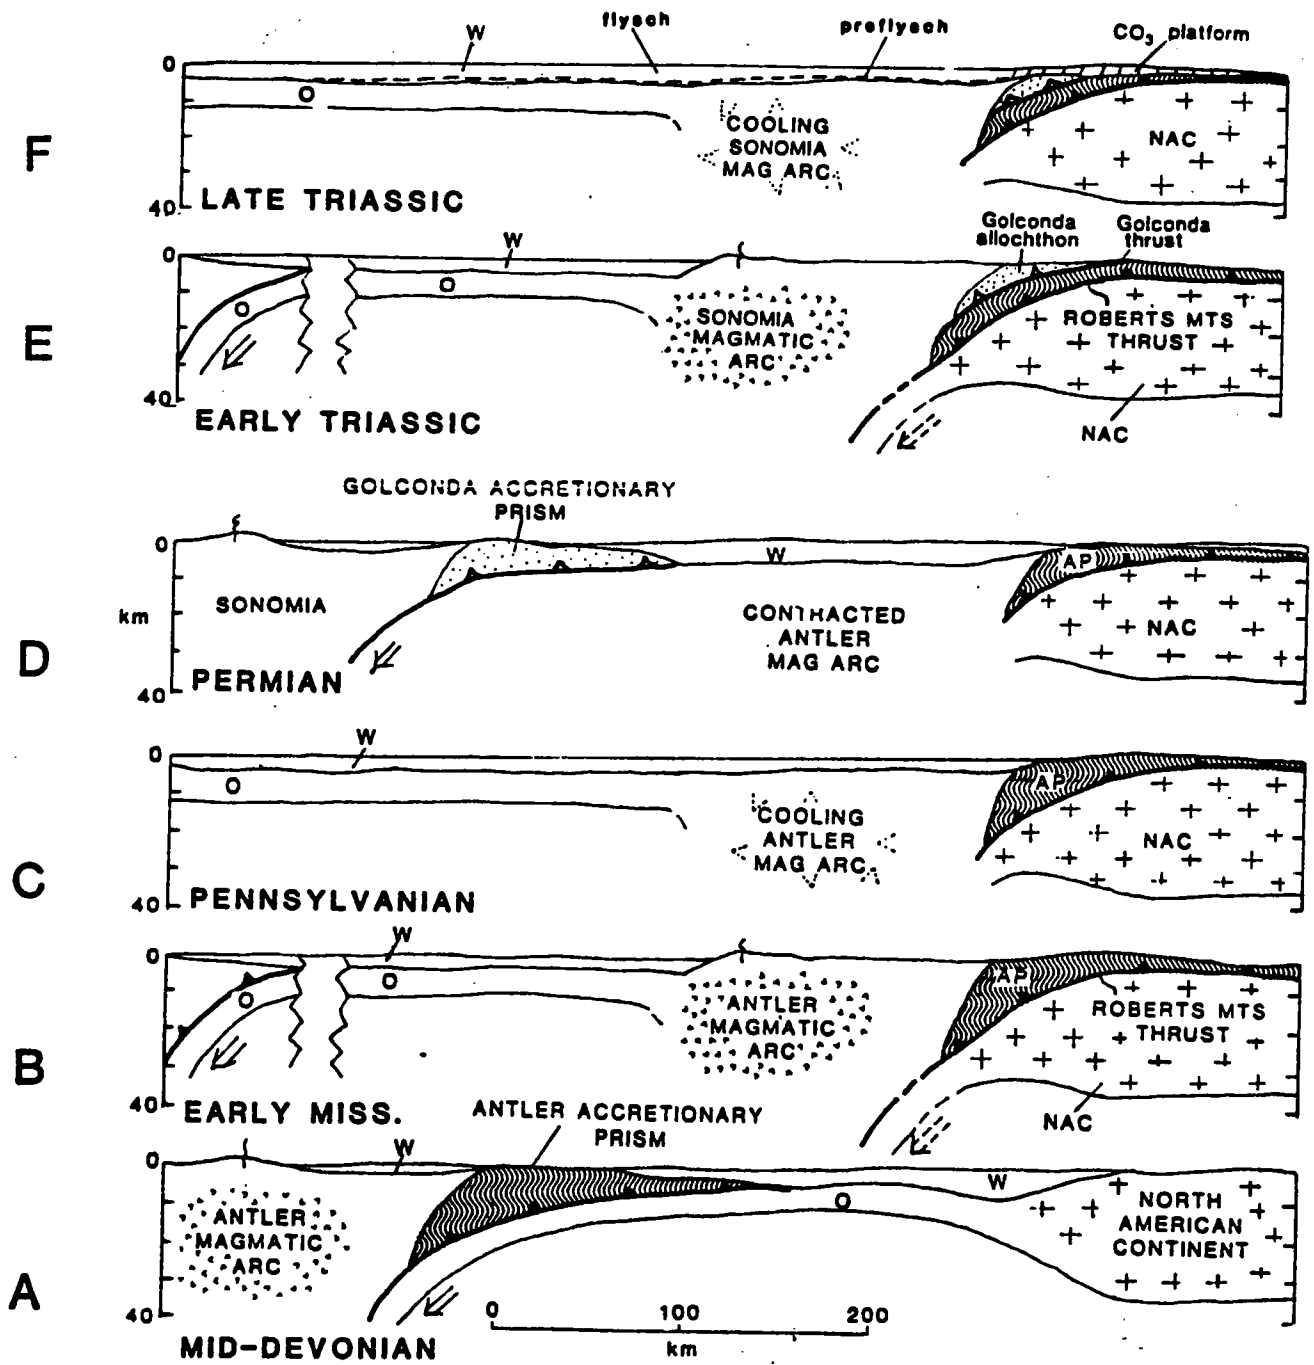 W
flysch
preflysch
CO3 platform
0
O
COOLING
SONOMIA
MAG ARC
NAC
F
40
LATE TRIASSIC
Golconda
allochthon
Golconda
thrust
W
0
O
O
SONOMIA
MAGMATIC
ARC
ROBERTS MTS
THRUST
E
40
EARLY TRIASSIC
NAC
GOLCONDA ACCRETIONARY
PRISM
0
W
AP
km
SONOMIA
CONTRACTED
ANTLER
MAG ARC
NAC
D
40
PERMIAN
W
0
O
AP
COOLING
ANTLER
MAG ARC
NAC
C
40
PENNSYLVANIAN
W
0
O
O
AP
ANTLER
MAGMATIC
ARC
ROBERTS MTS
THRUST
B
40
EARLY MISS.
NAC
ANTLER ACCRETIONARY
PRISM
W
0
W
O
ANTLER
MAGMATIC
ARC
NORTH
AMERICAN
CONTINENT
A
40
0 100 200
km
MID-DEVONIAN